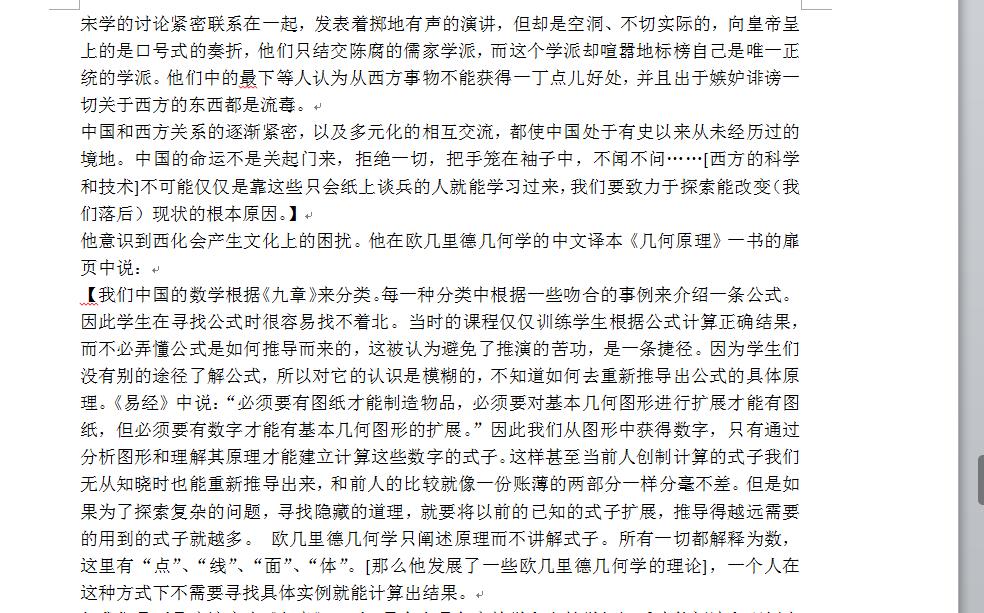 宋学的讨论紧密联系在一起，发表着掷地有声的演讲，但却是空洞、不切实际的，向皇帝呈
上的是口号式的奏折，他们只结交陈腐的儒家学派，而这个学派却喧嚣地标榜自己是唯一正
统的学派。他们中的最下等人认为从西方事物不能获得一丁点儿好处，并且出于嫉妒诽谤一
切关于西方的东西都是流毒。
中国和西方关系的逐渐紧密，以及多元化的相互交流，都使中国处于有史以来从未经历过的
境地。中国的命运不是关起门来，拒绝一切，把手笼在袖子中，不闻不问……[西方的科学
和技术]不可能仅仅是靠这些只会纸上谈兵的人就能学习过来，我们要致力于探索能改变（我
们落后）现状的根本原因。】
他意识到西化会产生文化上的困扰。他在欧几里德几何学的中文译本《几何原理》一书的扉
页中说：
【我们中国的数学根据《九章》来分类。每一种分类中根据一些吻合的事例来介绍一条公式。
因此学生在寻找公式时很容易找不着北。当时的课程仅仅训练学生根据公式计算正确结果，
而不必弄懂公式是如何推导而来的，这被认为避免了推演的苦功，是一条捷径。因为学生们
没有别的途径了解公式，所以对它的认识是模糊的，不知道如何去重新推导出公式的具体原
理。《易经》中说：“必须要有图纸才能制造物品，必须要对基本几何图形进行扩展才能有图
纸，但必须要有数字才能有基本几何图形的扩展。”因此我们从图形中获得数字，只有通过
分析图形和理解其原理才能建立计算这些数字的式子。这样甚至当前人创制计算的式子我们
无从知晓时也能重新推导出来，和前人的比较就像一份账薄的两部分一样分毫不差。但是如
果为了探索复杂的问题，寻找隐藏的道理，就要将以前的已知的式子扩展，推导得越远需要
的用到的式子就越多。 欧几里德几何学只阐述原理而不讲解式子。所有一切都解释为数，
这里有“点”、“线”、“面”、“体”。[那么他发展了一些欧几里德几何学的理论]，一个人在
这种方式下不需要寻找具体实例就能计算出结果。